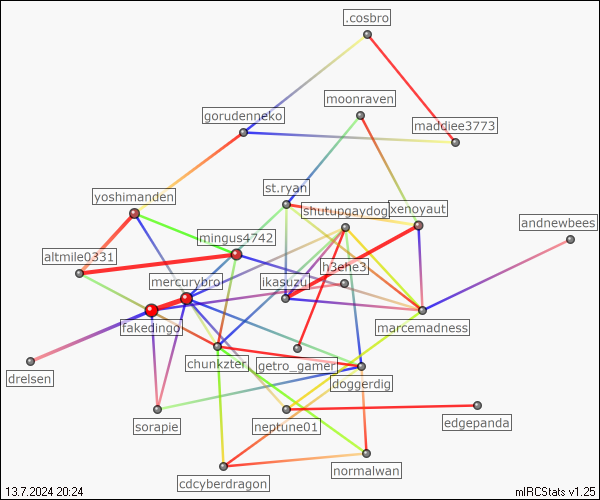 .cosbro
moonraven
gorudenneko
maddiee3773
st.ryan
yoshimanden
shutupgaydog
xenoyaut
andnewbees
mingus4742
altmile0331
h3ehe3
mercurybro
ikasuzu
fakedingo
marcemadness
chunkzter
getro_gamer
drelsen
doggerdig
sorapie
neptune01
edgepanda
normalwan
cdcyberdragon
13.7.2024 20:24
mIRCStats v1.25